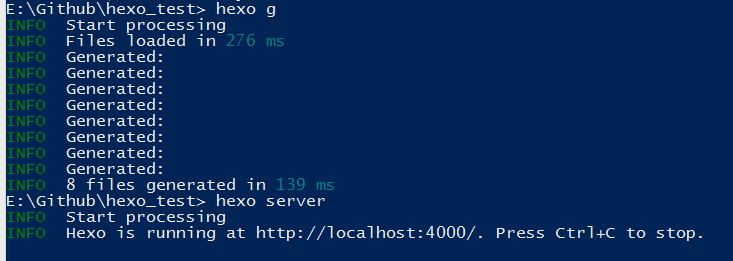 E:\Github\hexo_test> hexo g
INFO  Start processing
INFO  Files loaded in 276 ms
INFO  Generated:
INFO  Generated:
INFO  Generated:
INFO  Generated:
INFO  Generated:
INFO  Generated:
INFO  Generated:
INFO  Generated:
INFO  8 files generated in 139 ms
E:\Github\hexo_test> hexo server
INFO  Start processing
INFO  Hexo is running at http://localhost:4000/. Press Ctrl+C to stop.